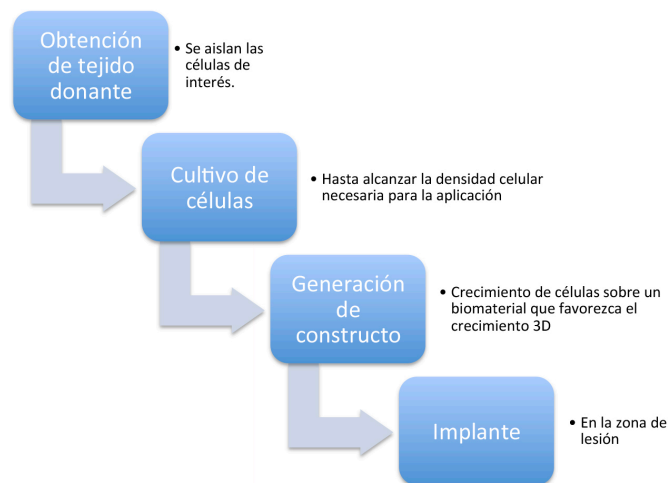 Obtención
de tejido
donante
• Se aislan las
células de
interés.
Cultivo de
células
• Hasta alcanzar la densidad celular
necesaria para la aplicación
Generación
de
constructo
• Crecimiento de células sobre un
biomaterial que favorezca el
crecimiento 3D
Implante
• En la zona de
lesión